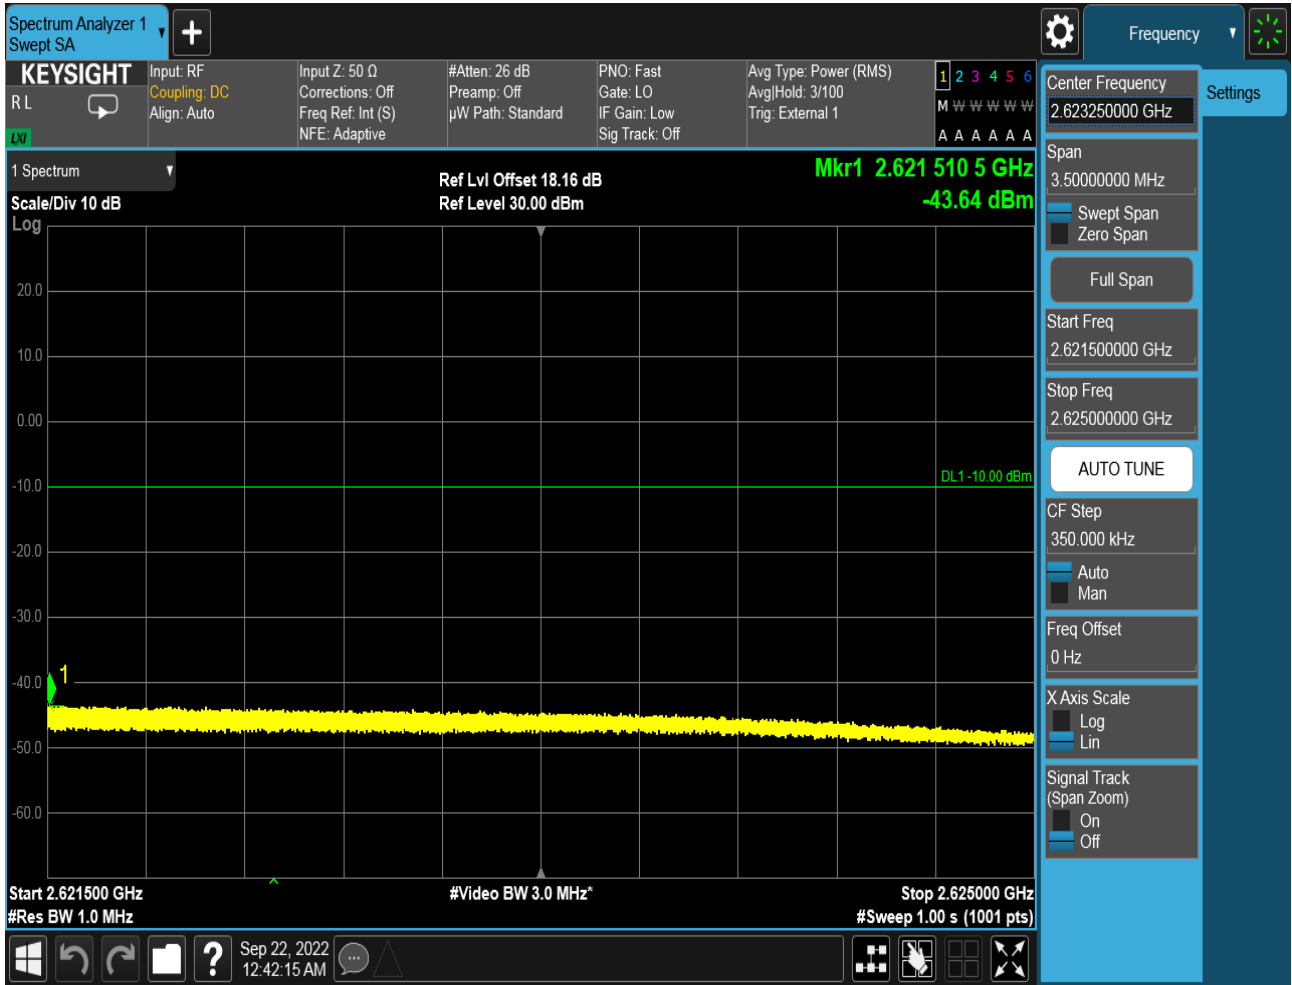 Spectrum Analyzer 1
Swept SA
Frequency
KEYSIGHT
R L
LXI
Input: RF
Coupling: DC
Align: Auto
Input Z: 50 Ω
Corrections: Off
Freq Ref: Int (S)
NFE: Adaptive
#Atten: 26 dB
Preamp: Off
µW Path: Standard
PNO: Fast
Gate: LO
IF Gain: Low
Sig Track: Off
Avg Type: Power (RMS)
Avg|Hold: 3/100
Trig: External 1
1 2 3 4 5 6
M W W W W W
A A A A A A
1 Spectrum
Scale/Div 10 dB
Log
Ref Lvl Offset 18.16 dB
Ref Level 30.00 dBm
Mkr1 2.621 510 5 GHz
-43.64 dBm
20.0
10.0
0.00
-10.0
-20.0
-30.0
-40.0
-50.0
-60.0
DL1 -10.00 dBm
1
Start 2.621500 GHz
#Res BW 1.0 MHz
#Video BW 3.0 MHz*
Stop 2.625000 GHz
#Sweep 1.00 s (1001 pts)
Center Frequency
2.623250000 GHz
Settings
Span
3.50000000 MHz
Swept Span
Zero Span
Full Span
Start Freq
2.621500000 GHz
Stop Freq
2.625000000 GHz
AUTO TUNE
CF Step
350.000 kHz
Auto
Man
Freq Offset
0 Hz
X Axis Scale
Log
Lin
Signal Track
(Span Zoom)
On
Off
?
Sep 22, 2022
12:42:15 AM